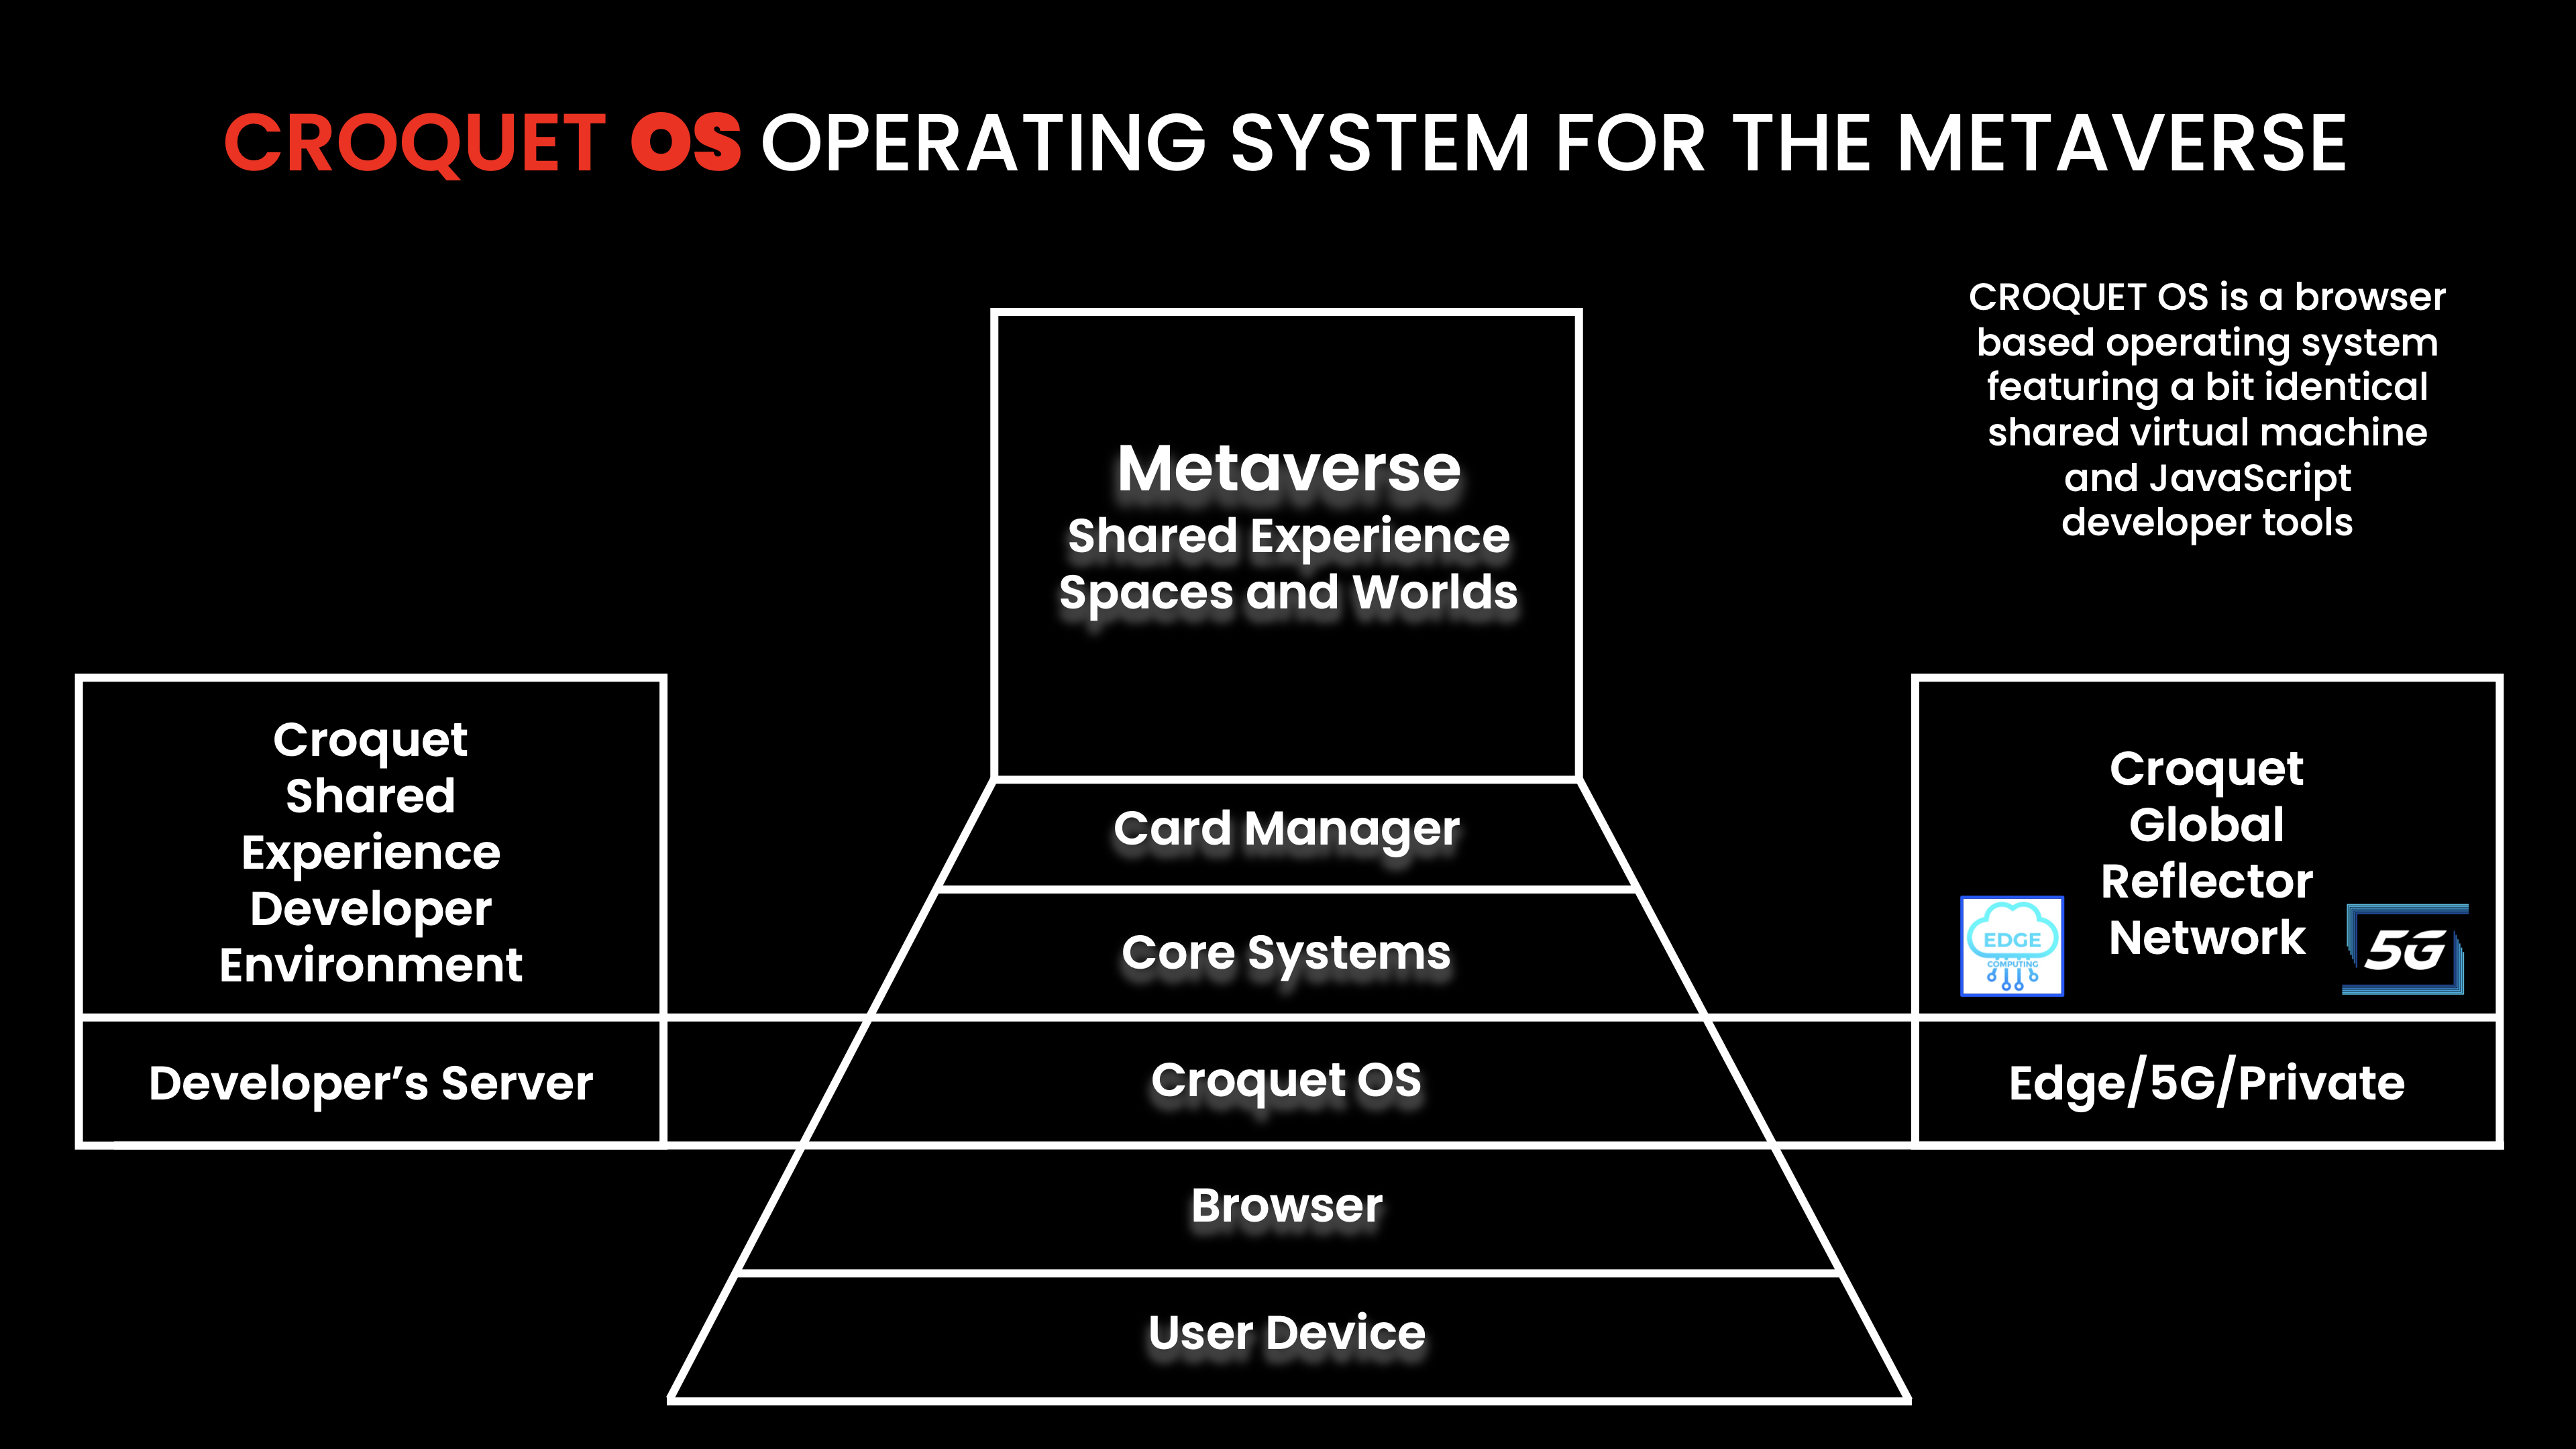 CROQUET OS OPERATING SYSTEM FOR THE METAVERSE
CROQUET OS is a browser
based operating system
featuring a bit identical
shared virtual machine
and JavaScript
developer tools
Metaverse
Shared Experience
Spaces and Worlds
Croquet
Shared
Experience
Developer
Environment
Developer’s Server
Card Manager
Core Systems
Croquet OS
Browser
User Device
Croquet
Global
Reflector
Network
EDGE
COMPUTING
5G
Edge/5G/Private